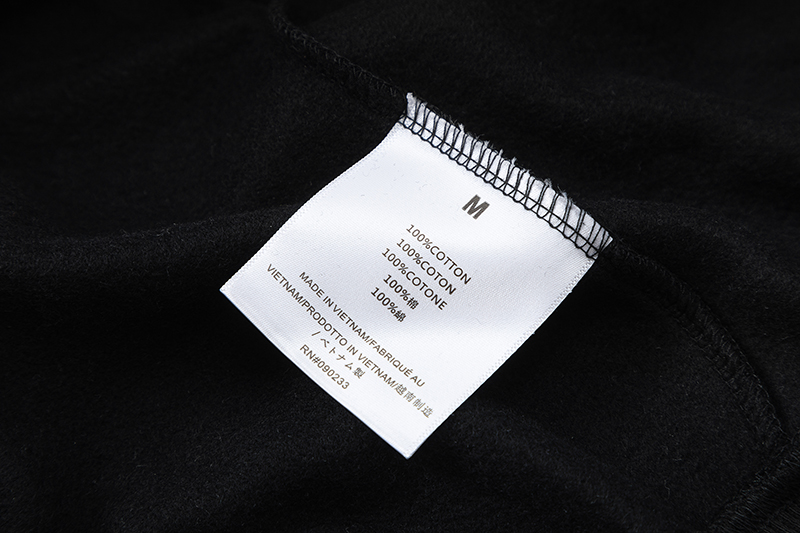 M
100%COTTON
100%COTON
100%COTONE
100%棉
100%綿
MADE IN VIETNAM/FABRIQUÉ AU
VIETNAM/PRODOTTO IN VIETNAM/越南制造
/ベトナム製
RN#090233